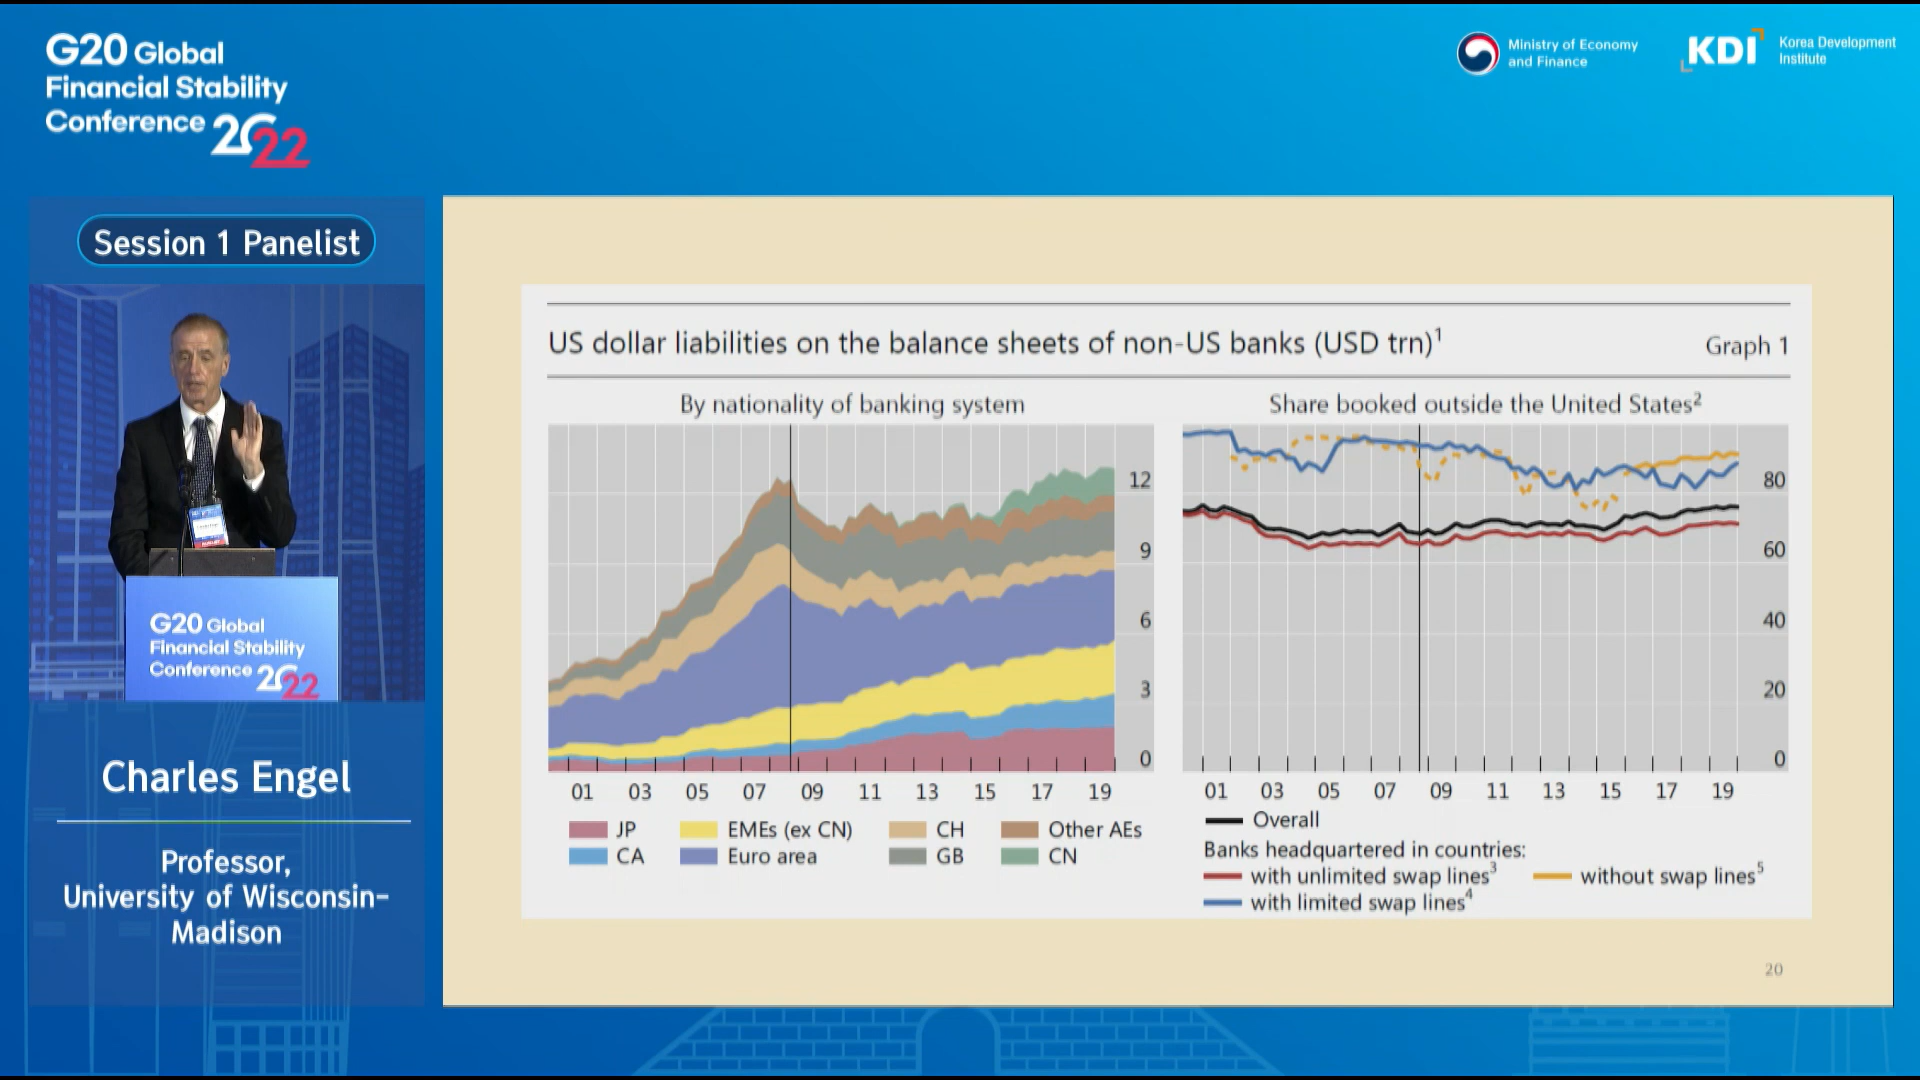 G20 Global
Financial Stability
Conference 2022
Ministry of Economy
and Finance
KDI
Korea Development
Institute
Session 1 Panelist
G20 Global
Financial Stability
Conference 2022
Charles Engel
Professor,
University of Wisconsin-
Madison
US dollar liabilities on the balance sheets of non-US banks (USD trn)1
Graph 1
By nationality of banking system
12
9
6
3
0
01 03 05 07 09 11 13 15 17 19
JP EMEs (ex CN) CH Other AEs
CA Euro area GB CN
Share booked outside the United States2
80
60
40
20
0
01 03 05 07 09 11 13 15 17 19
Overall
Banks headquartered in countries:
with unlimited swap lines3 without swap lines5
with limited swap lines4
20